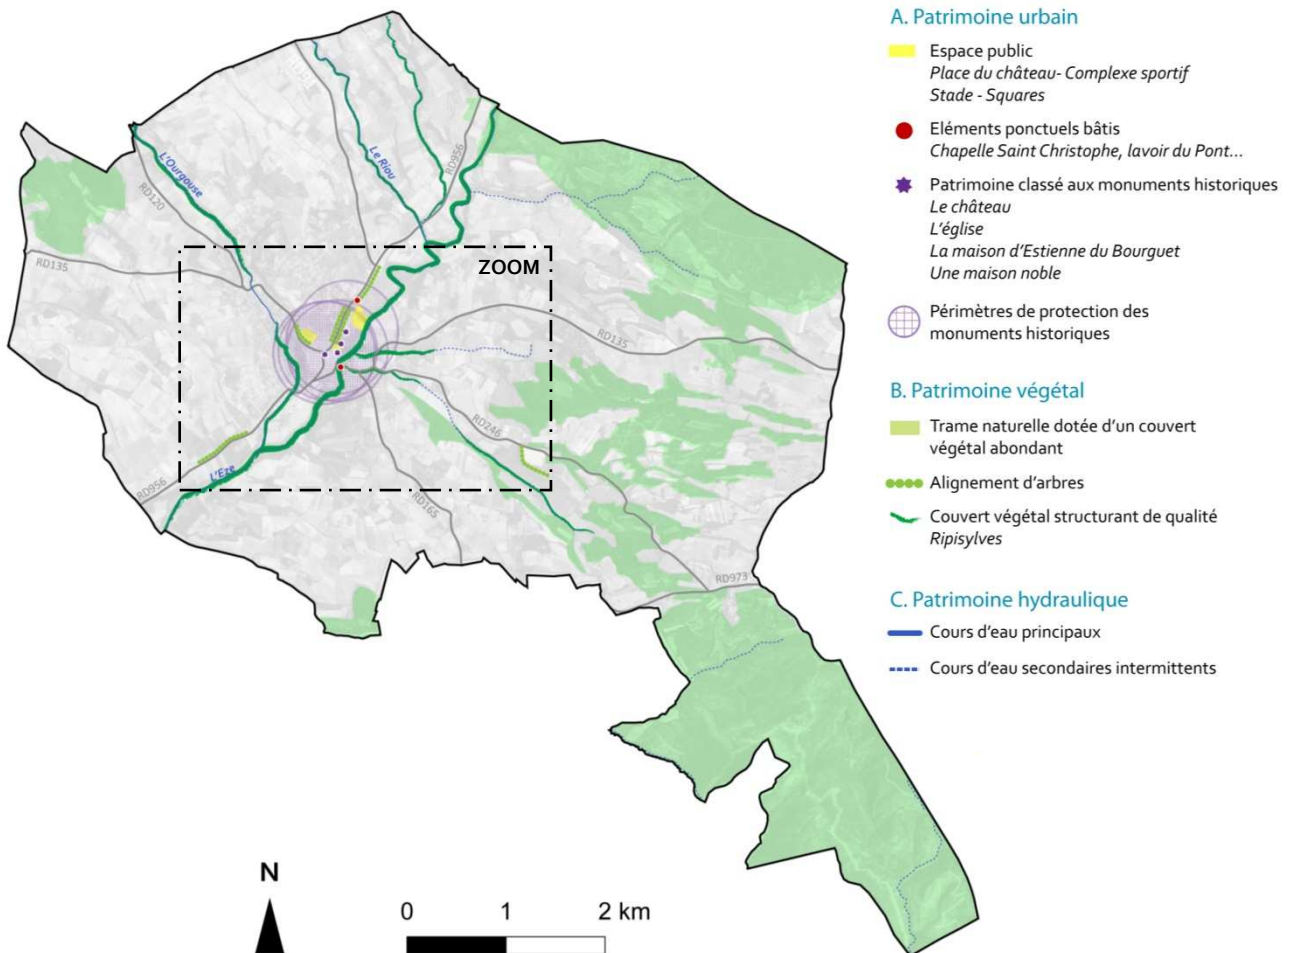 A. Patrimoine urbain
Espace public
Place du château- Complexe sportif
Stade - Squares
Eléments ponctuels bâtis
Chapelle Saint Christophe, lavoir du Pont...
Patrimoine classé aux monuments historiques
Le château
L'église
La maison d'Estienne du Bourguet
Une maison noble
Périmètres de protection des
monuments historiques
B. Patrimoine végétal
Trame naturelle dotée d'un couvert
végétal abondant
Alignement d'arbres
Couvert végétal structurant de qualité
Ripisylves
C. Patrimoine hydraulique
Cours d'eau principaux
Cours d'eau secondaires intermittents
L'Ourgouse
Le Riou
RD956
RD120
RD135
ZOOM
RD135
RD246
L'Eze
RD956
RD165
RD973
N
0 1 2 km